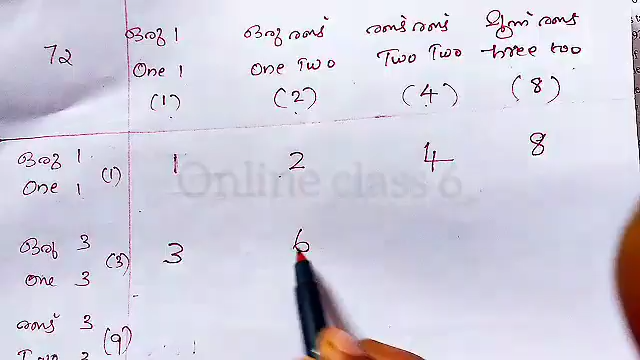 72
ഒരു 1 ഒരു രണ്ട് രണ്ട് രണ്ട് മൂന്ന് രണ്ട്
One 1 One Two Two Two three two
(1) (2) (4) (8)
ഒരു 1 (1) 1 2 4 8
One 1
Online class 6
ഒരു 3 (3) 3 6
One 3
രണ്ട് 3 (9)
Two 3